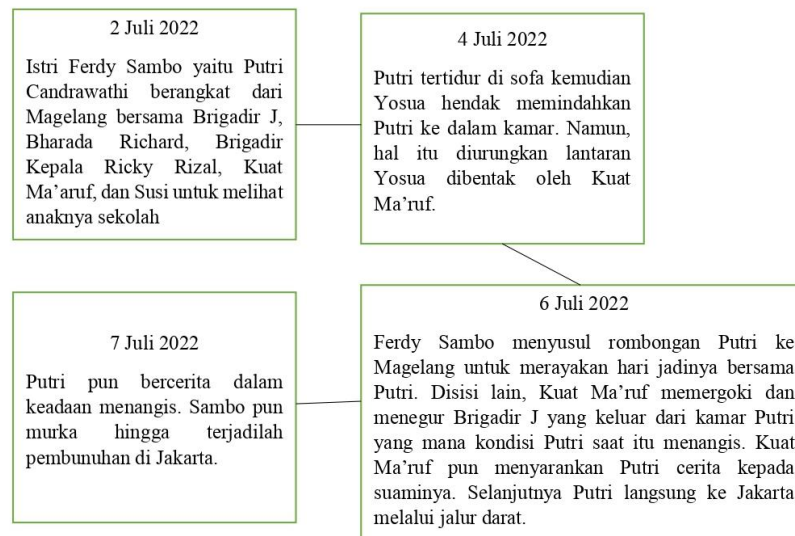 2 Juli 2022
Istri Ferdy Sambo yaitu Putri
Candrawathi berangkat dari
Magelang bersama Brigadir J,
Bharada Richard, Brigadir
Kepala Ricky Rizal, Kuat
Ma’aruf, dan Susi untuk melihat
anaknya sekolah
4 Juli 2022
Putri tertidur di sofa kemudian
Yosua hendak memindahkan
Putri ke dalam kamar. Namun,
hal itu diurungkan lantaran
Yosua dibentak oleh Kuat
Ma’ruf.
6 Juli 2022
Ferdy Sambo menyusul rombongan Putri ke
Magelang untuk merayakan hari jadinya bersama
Putri. Disisi lain, Kuat Ma’ruf memergoki dan
menegur Brigadir J yang keluar dari kamar Putri
yang mana kondisi Putri saat itu menangis. Kuat
Ma’ruf pun menyarankan Putri cerita kepada
suaminya. Selanjutnya Putri langsung ke Jakarta
melalui jalur darat.
7 Juli 2022
Putri pun bercerita dalam
keadaan menangis. Sambo pun
murka hingga terjadilah
pembunuhan di Jakarta.